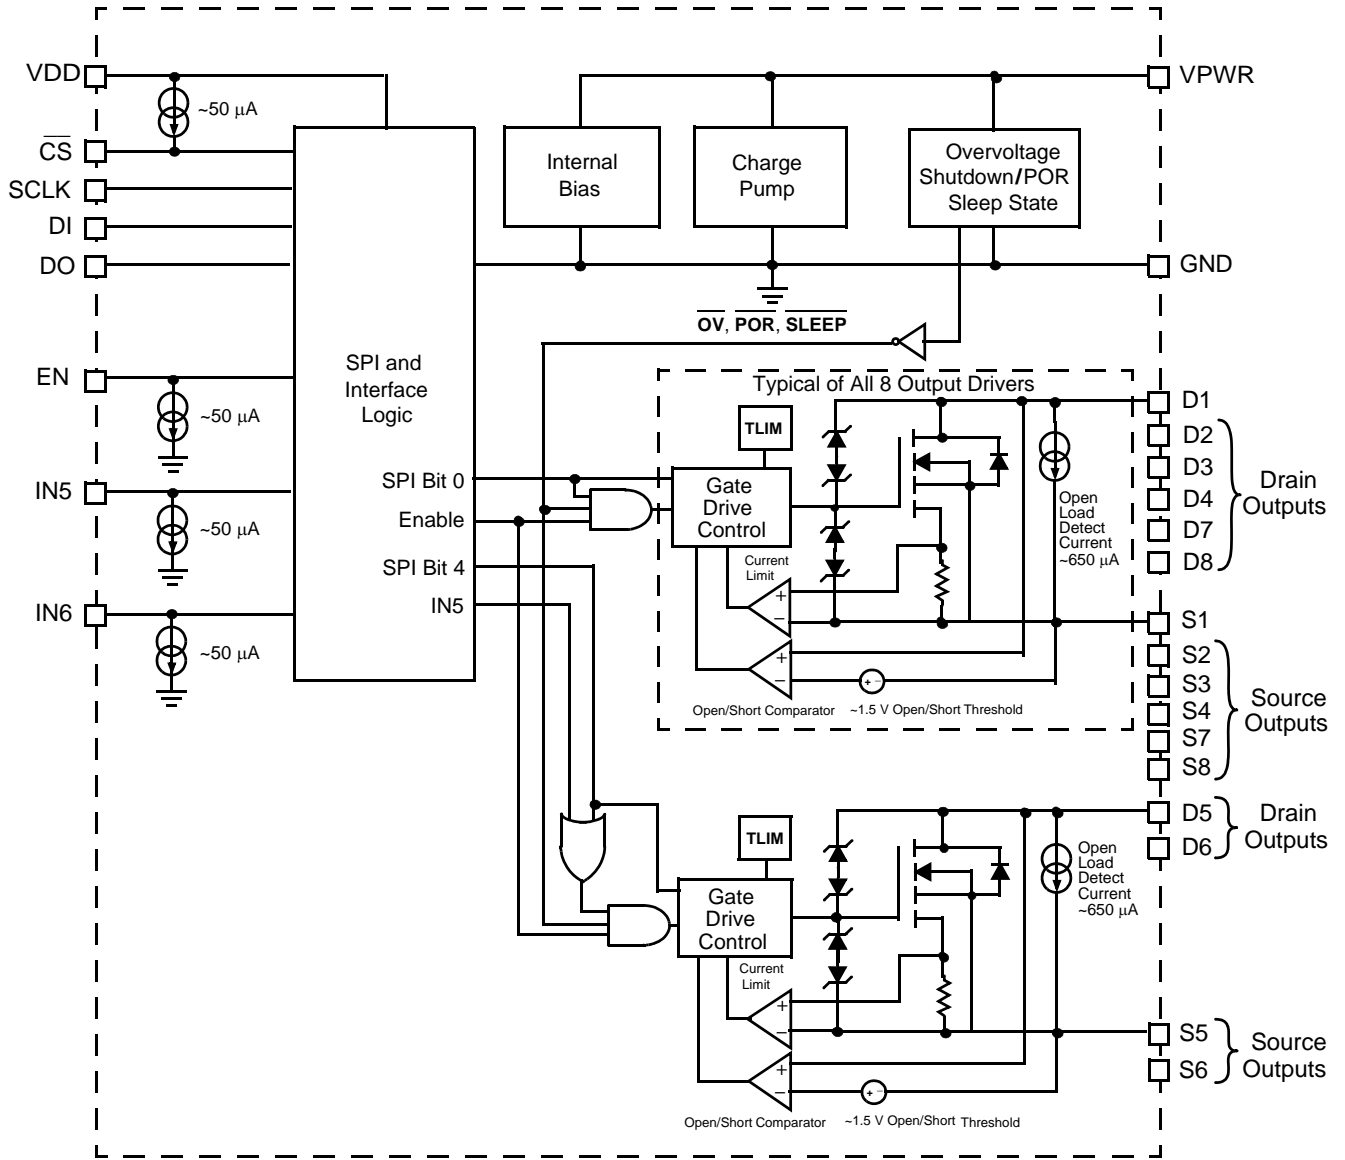 VDD
~50 μA
CS
SCLK
DI
DO
EN
~50 μA
IN5
~50 μA
IN6
~50 μA
SPI and
Interface
Logic
SPI Bit 0
Enable
SPI Bit 4
IN5
Internal
Bias
Charge
Pump
Overvoltage
Shutdown/POR
Sleep State
VPWR
GND
OV, POR, SLEEP
Typical of All 8 Output Drivers
TLIM
Gate
Drive
Control
Current
Limit
+
–
+
–
+ –
Open
Load
Detect
Current
~650 μA
Open/Short Comparator
~1.5 V Open/Short Threshold
D1
D2
D3
D4
D7
D8
Drain
Outputs
S1
S2
S3
S4
S7
S8
Source
Outputs
TLIM
Gate
Drive
Control
Current
Limit
+
–
+
–
+ –
Open
Load
Detect
Current
~650 μA
Open/Short Comparator
~1.5 V Open/Short Threshold
D5
D6
Drain
Outputs
S5
S6
Source
Outputs